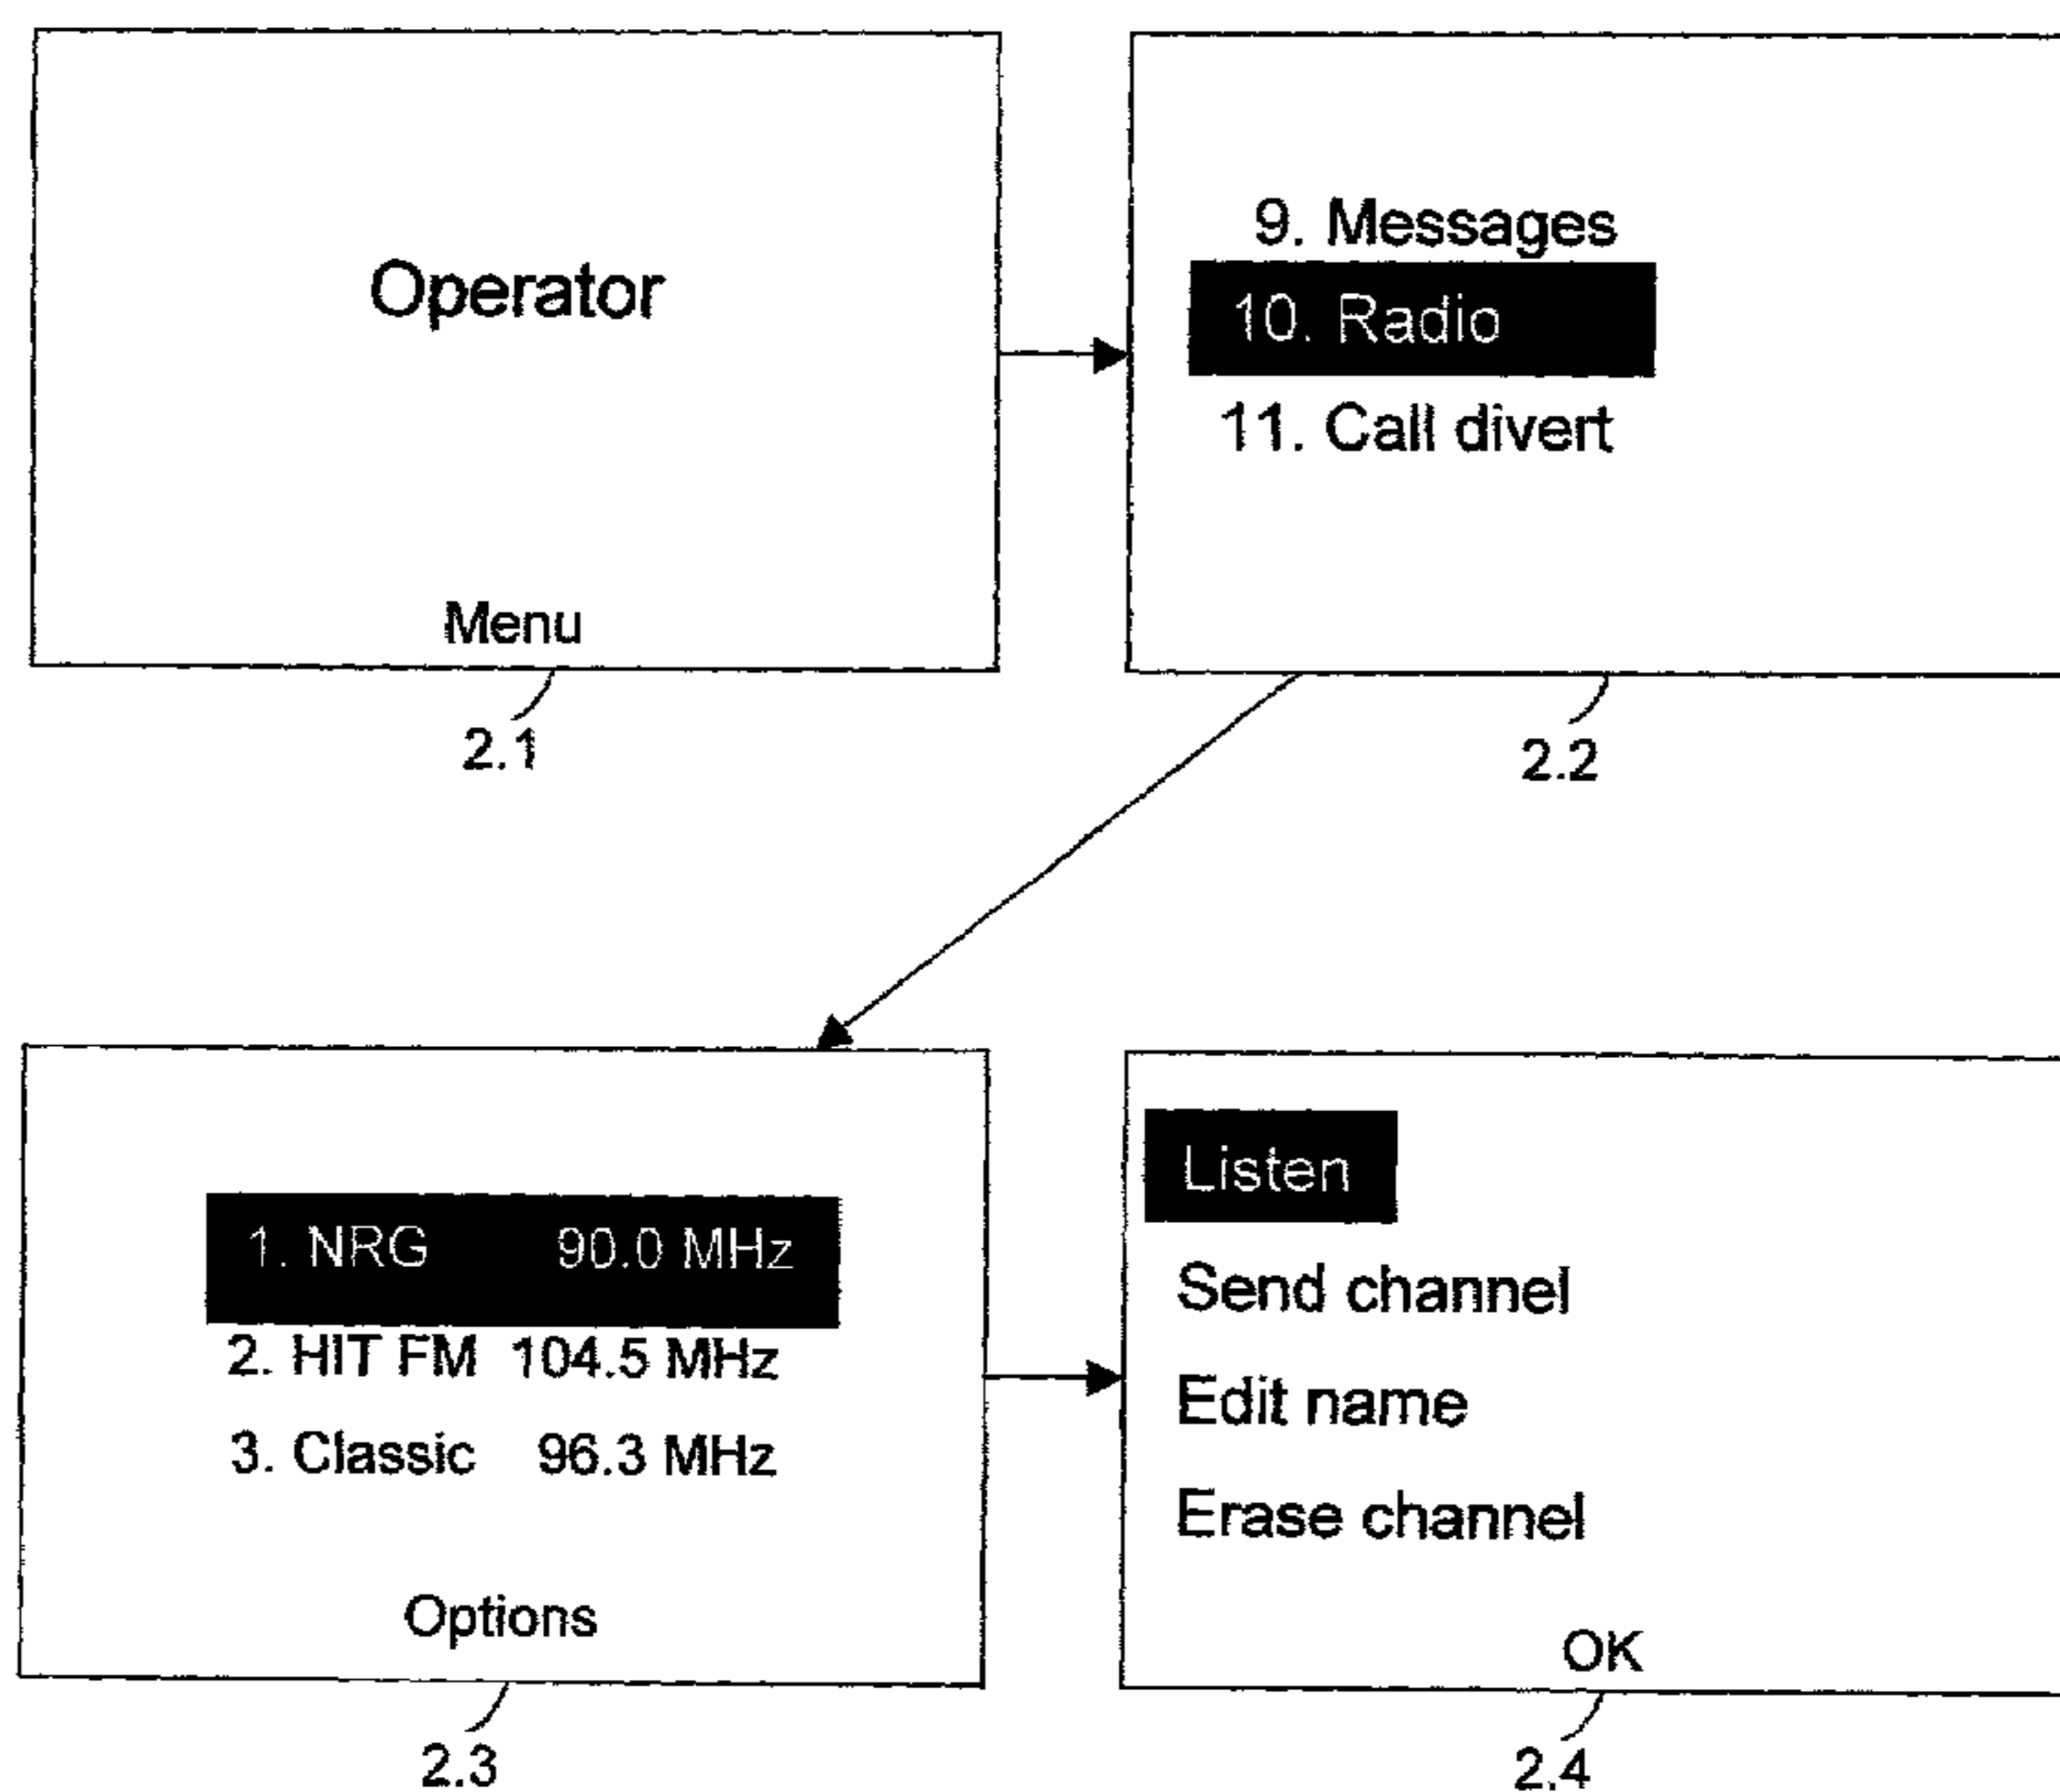 Operator
Menu
2.1
9. Messages
10. Radio
11. Call divert
2.2
1. NRG 90.0 MHz
2. HIT FM 104.5 MHz
3. Classic 96.3 MHz
Options
2.3
Listen
Send channel
Edit name
Erase channel
OK
2.4